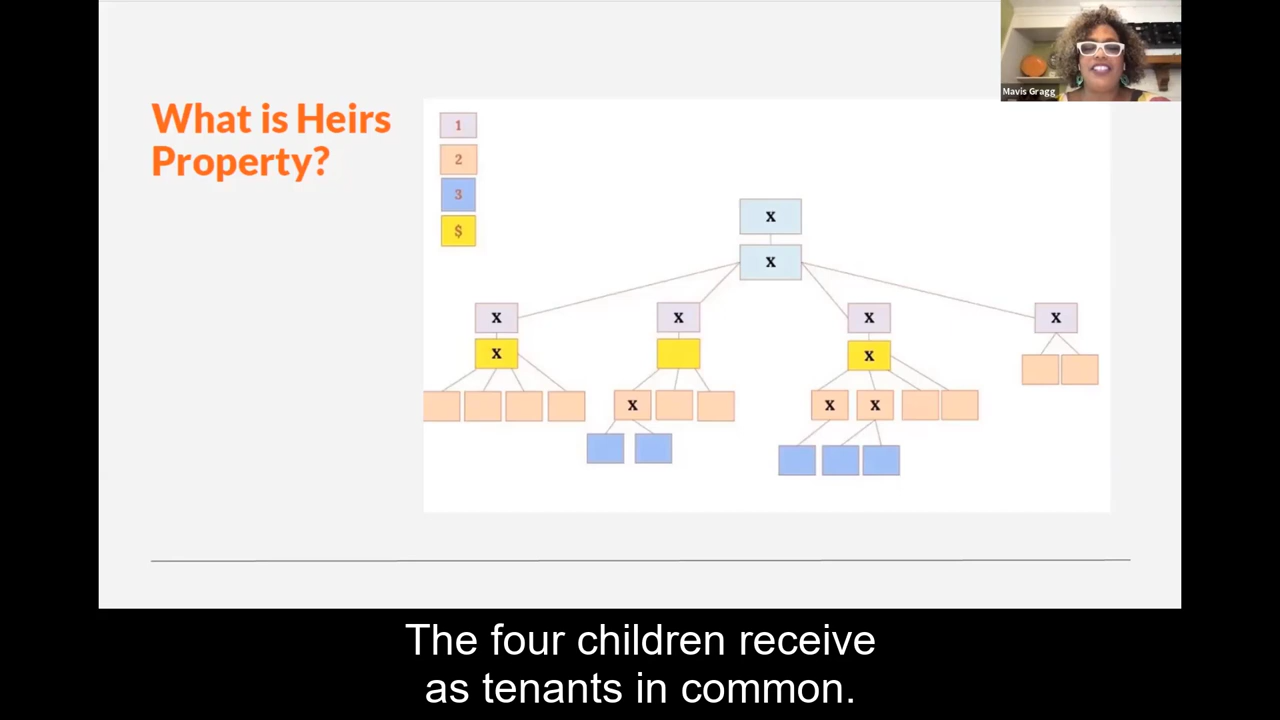 What is Heirs
Property?
1
2
3
$
Mavis Gragg
X
X
X
X
X
X
X
X
X
X
X
The four children receive
as tenants in common.